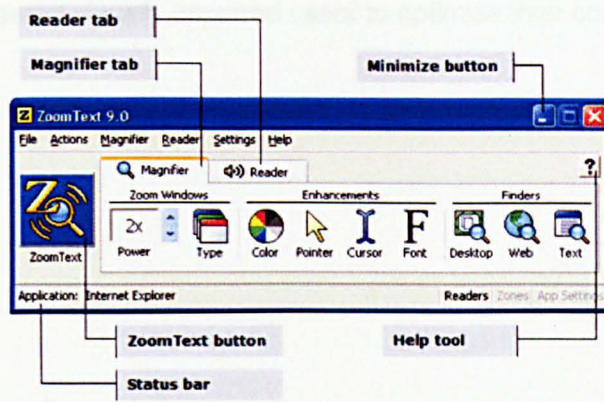 Reader tab
Magnifier tab
Minimize button
ZoomText 9.0
File Actions Magnifier Reader Settings Help
Magnifier Reader
?
Zoom Windows Enhancements Finders
2x
F
Power Type Color Pointer Cursor Font Desktop Web Text
Z
ZoomText
Application: Internet Explorer Readers Zones App Settings
ZoomText button Help tool
Status bar